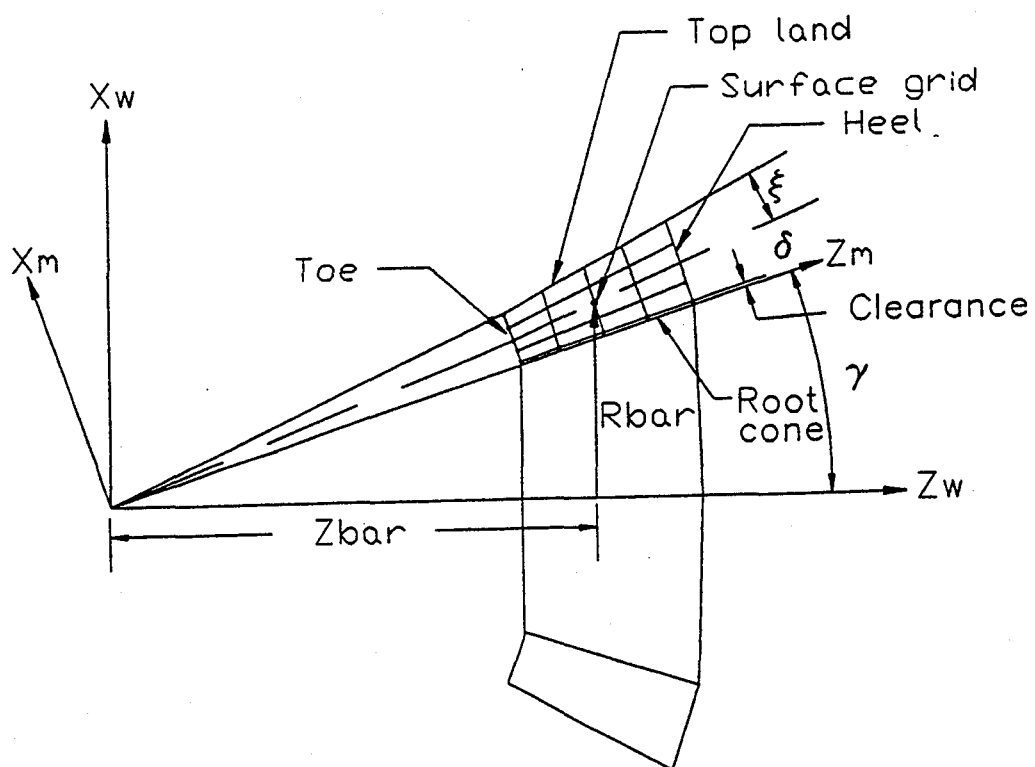 Top land
Surface grid
Heel
Xw
ξ
δ
Xm
Zm
Toe
Clearance
γ
Rbar
Root
cone
Zw
Zbar